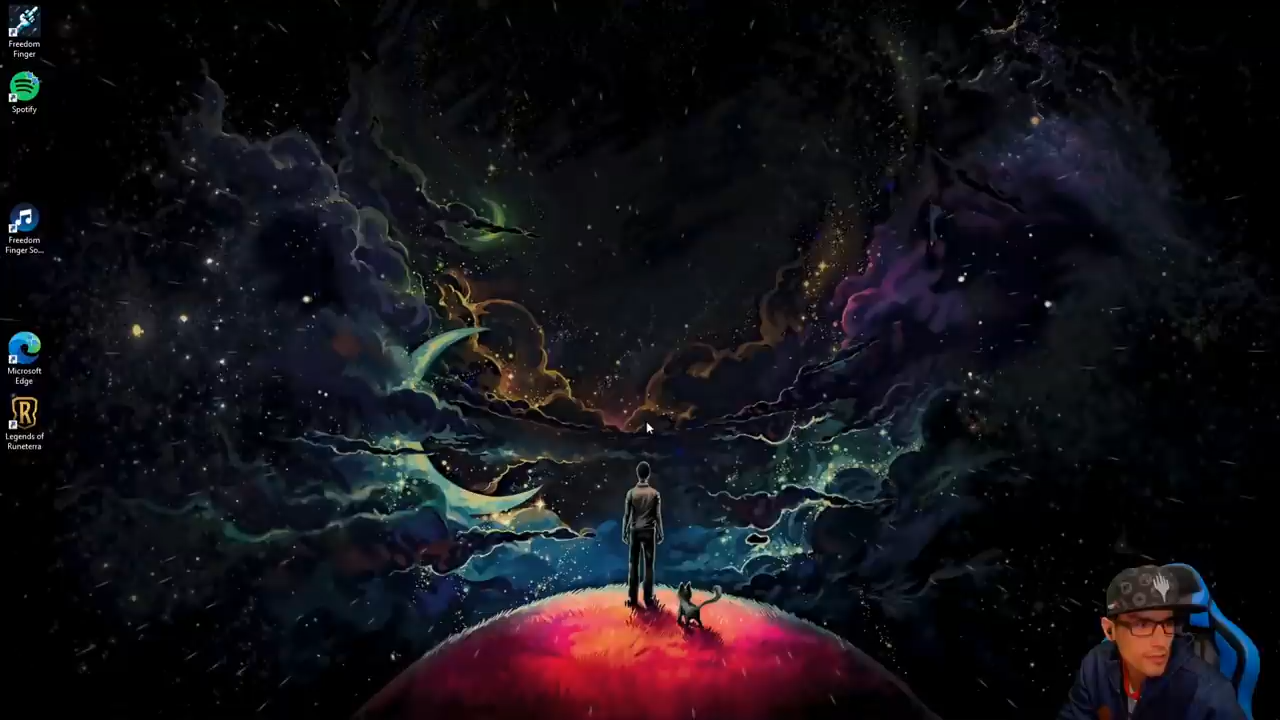 Freedom
Finger
Spotify
Freedom
Finger So...
Microsoft
Edge
R
Legends of
Runeterra